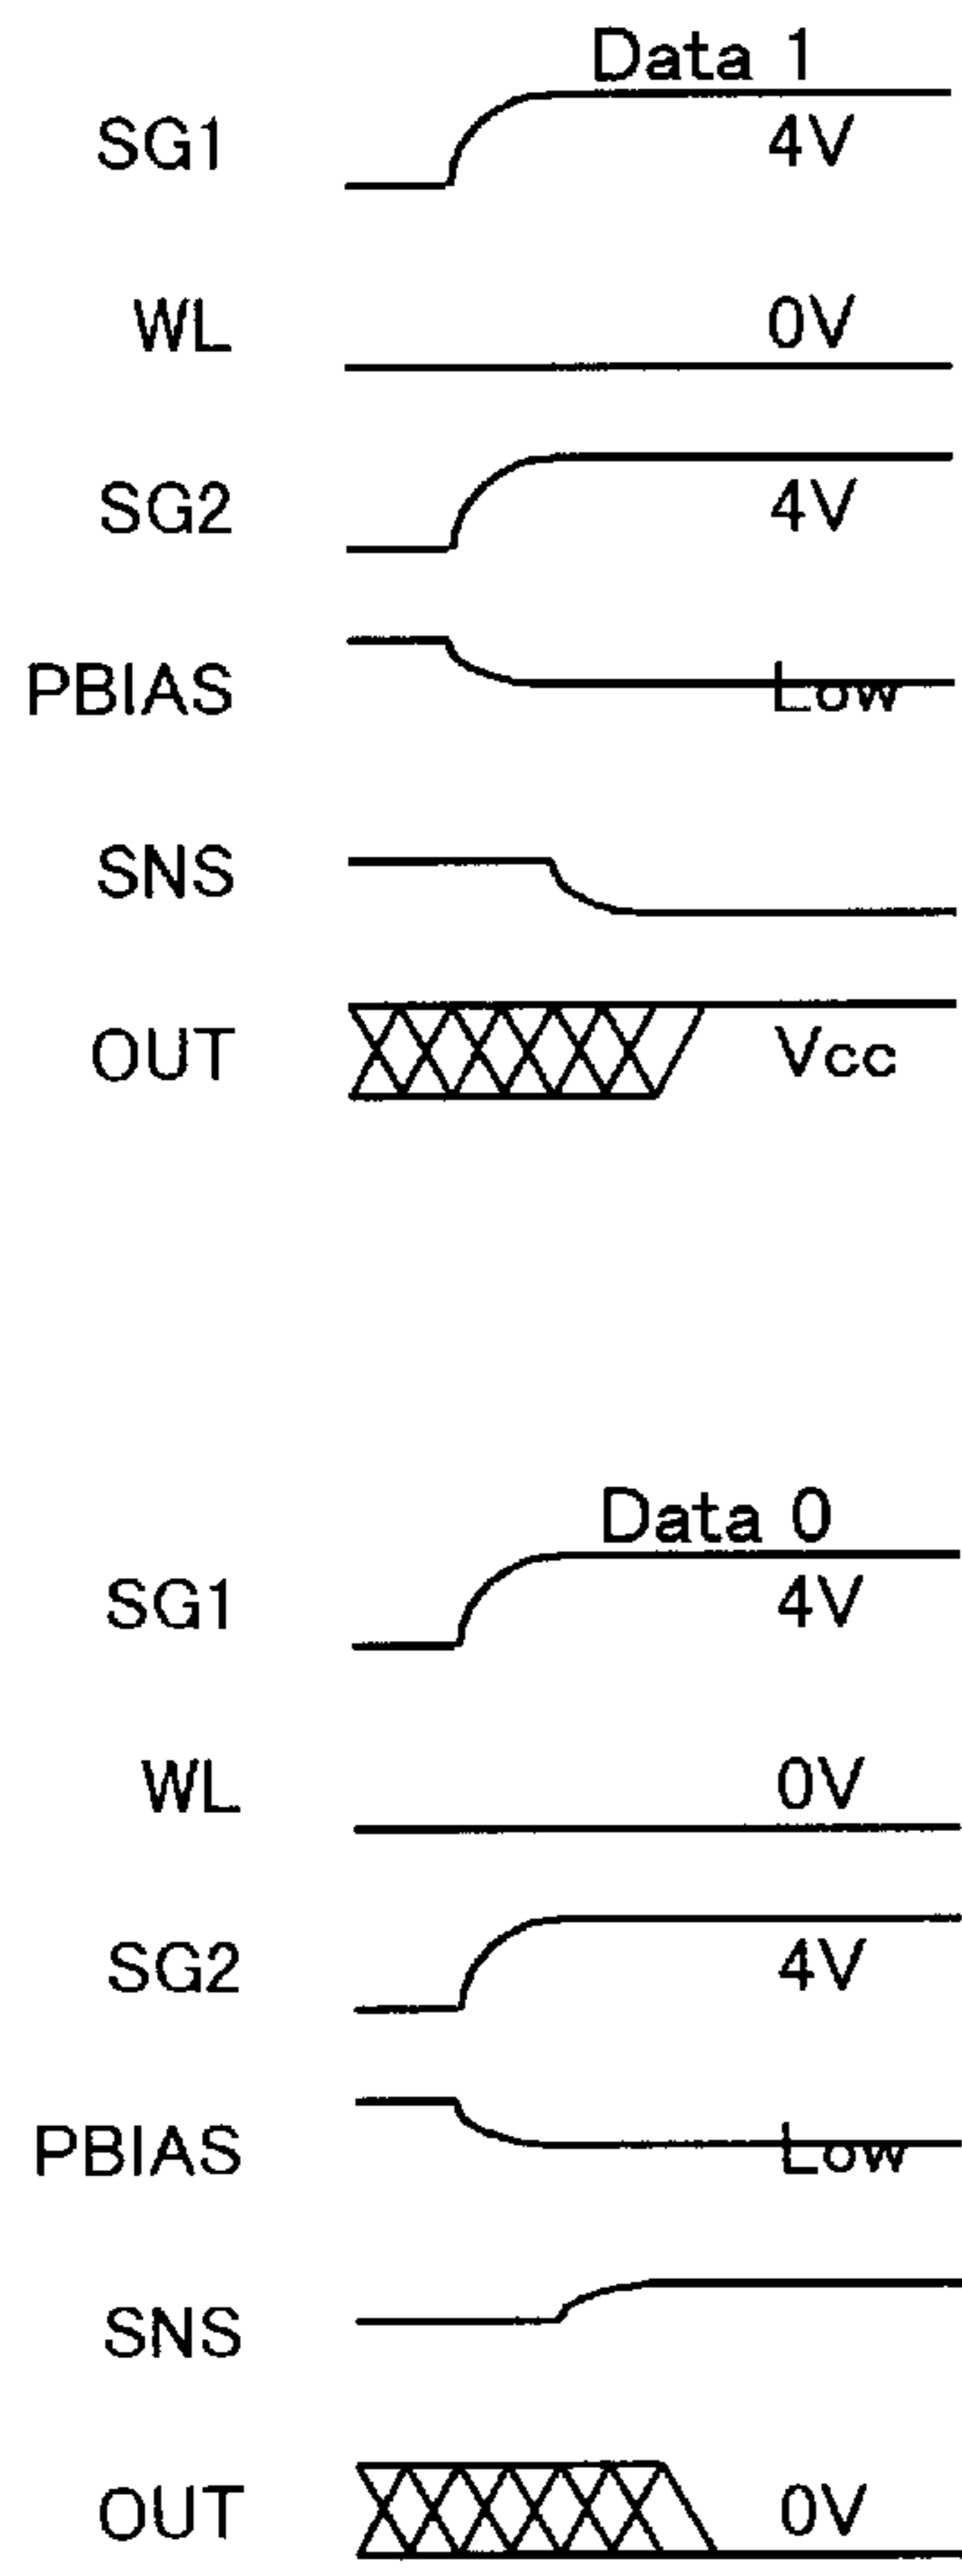 Data 1
SG1 4V
WL 0V
SG2 4V
PBIAS Low
SNS
OUT Vcc
Data 0
SG1 4V
WL 0V
SG2 4V
PBIAS Low
SNS
OUT 0V